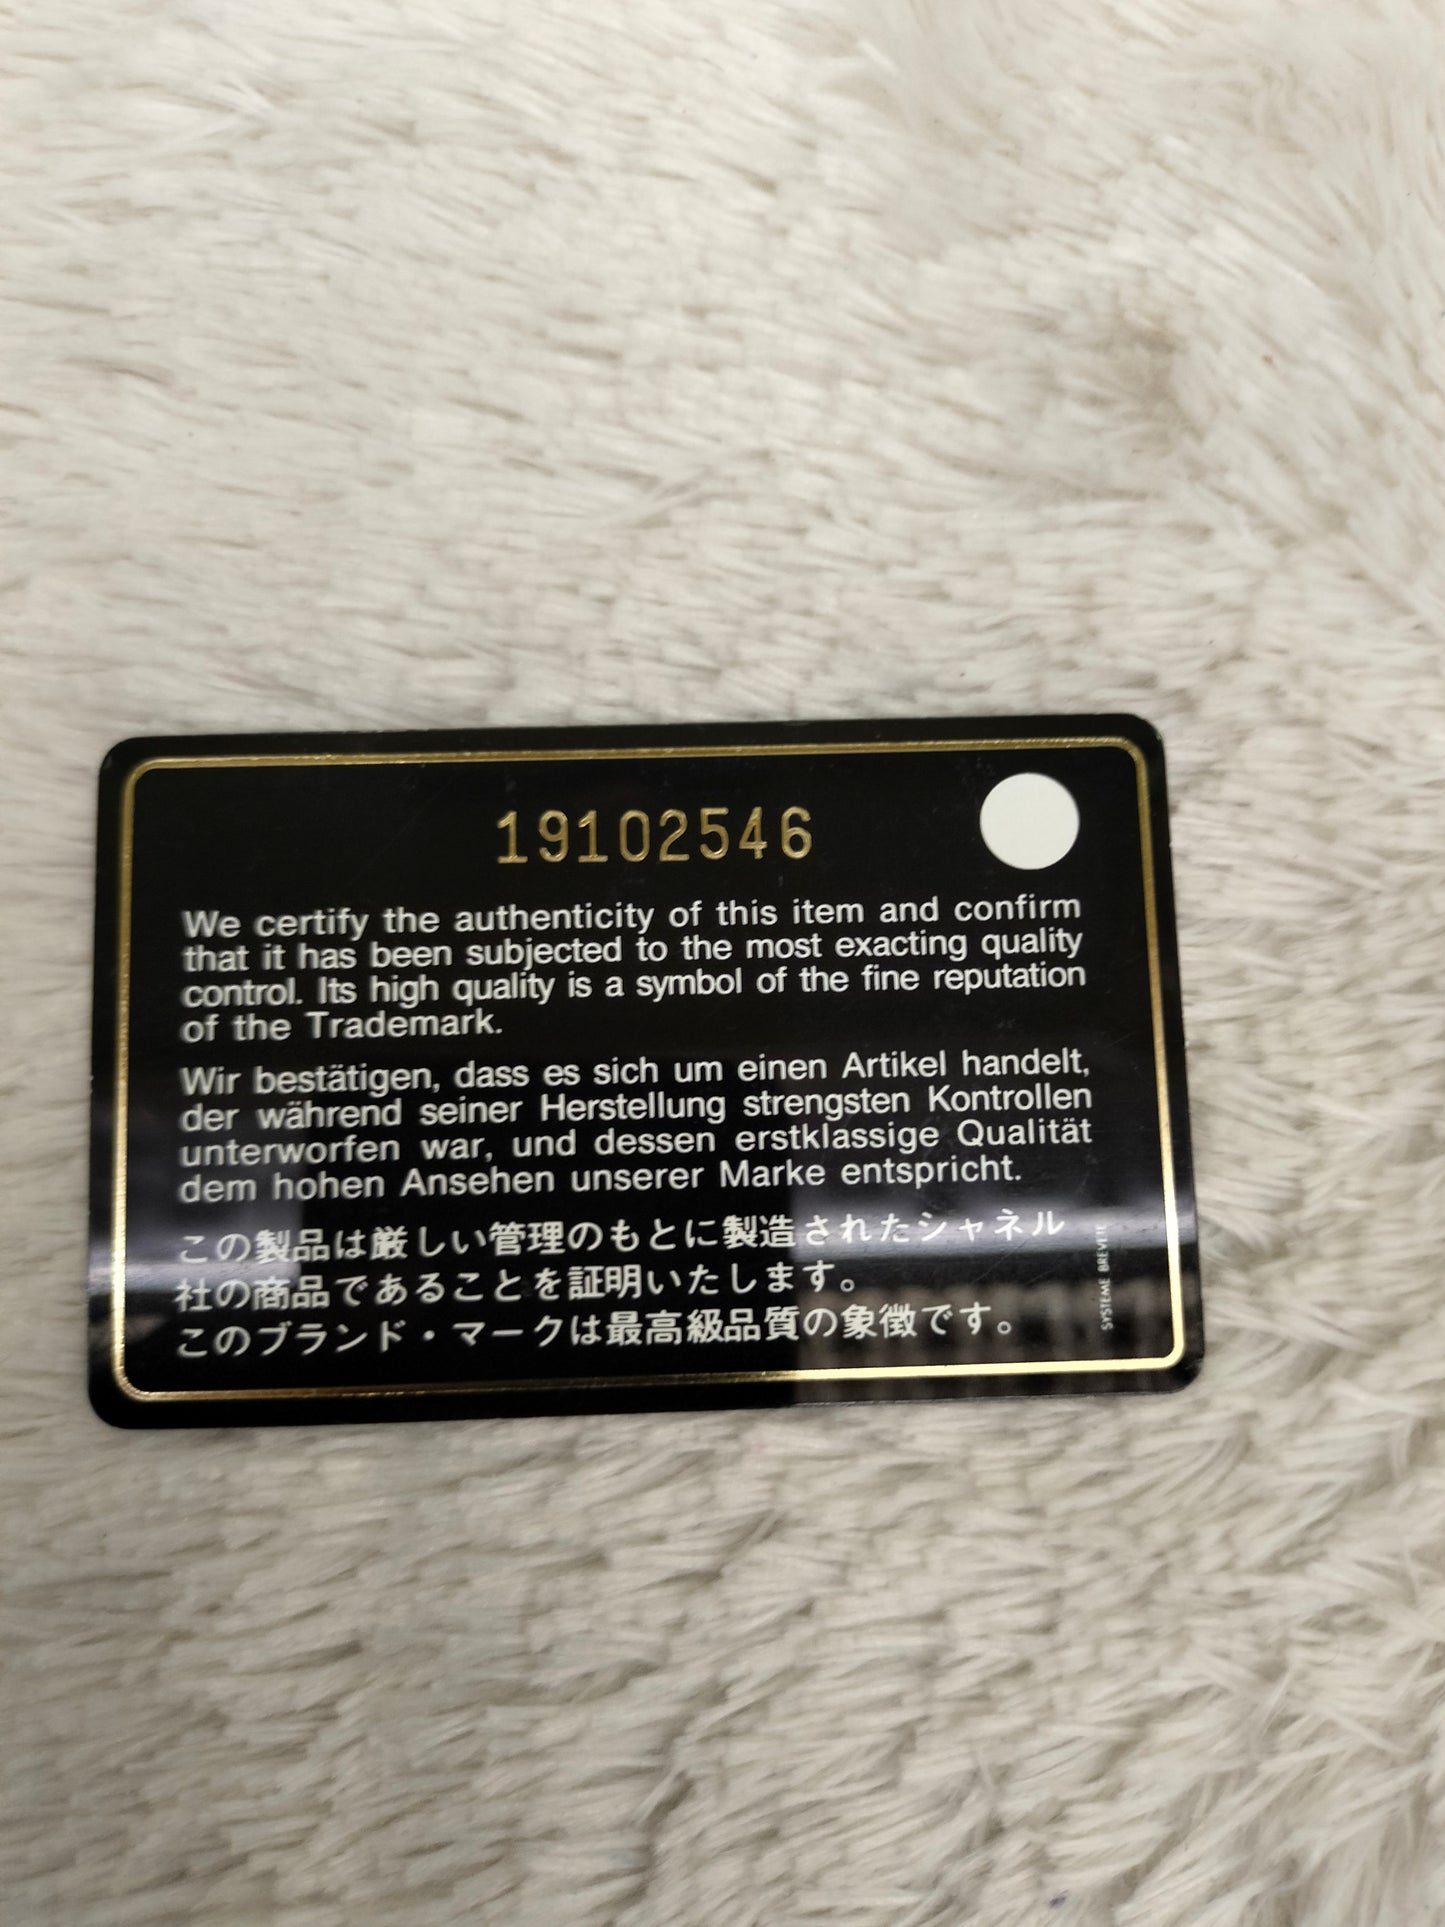 19102546
We certify the authenticity of this item and confirm
that it has been subjected to the most exacting quality
control. Its high quality is a symbol of the fine reputation
of the Trademark.
Wir bestätigen, dass es sich um einen Artikel handelt,
der während seiner Herstellung strengsten Kontrollen
unterworfen war, und dessen erstklassige Qualität
dem hohen Ansehen unserer Marke entspricht.
この製品は厳しい管理のもとに製造されたシャネル
社の商品であることを証明いたします。
このブランド・マークは最高級品質の象徴です。
SYSTEME BREVETE